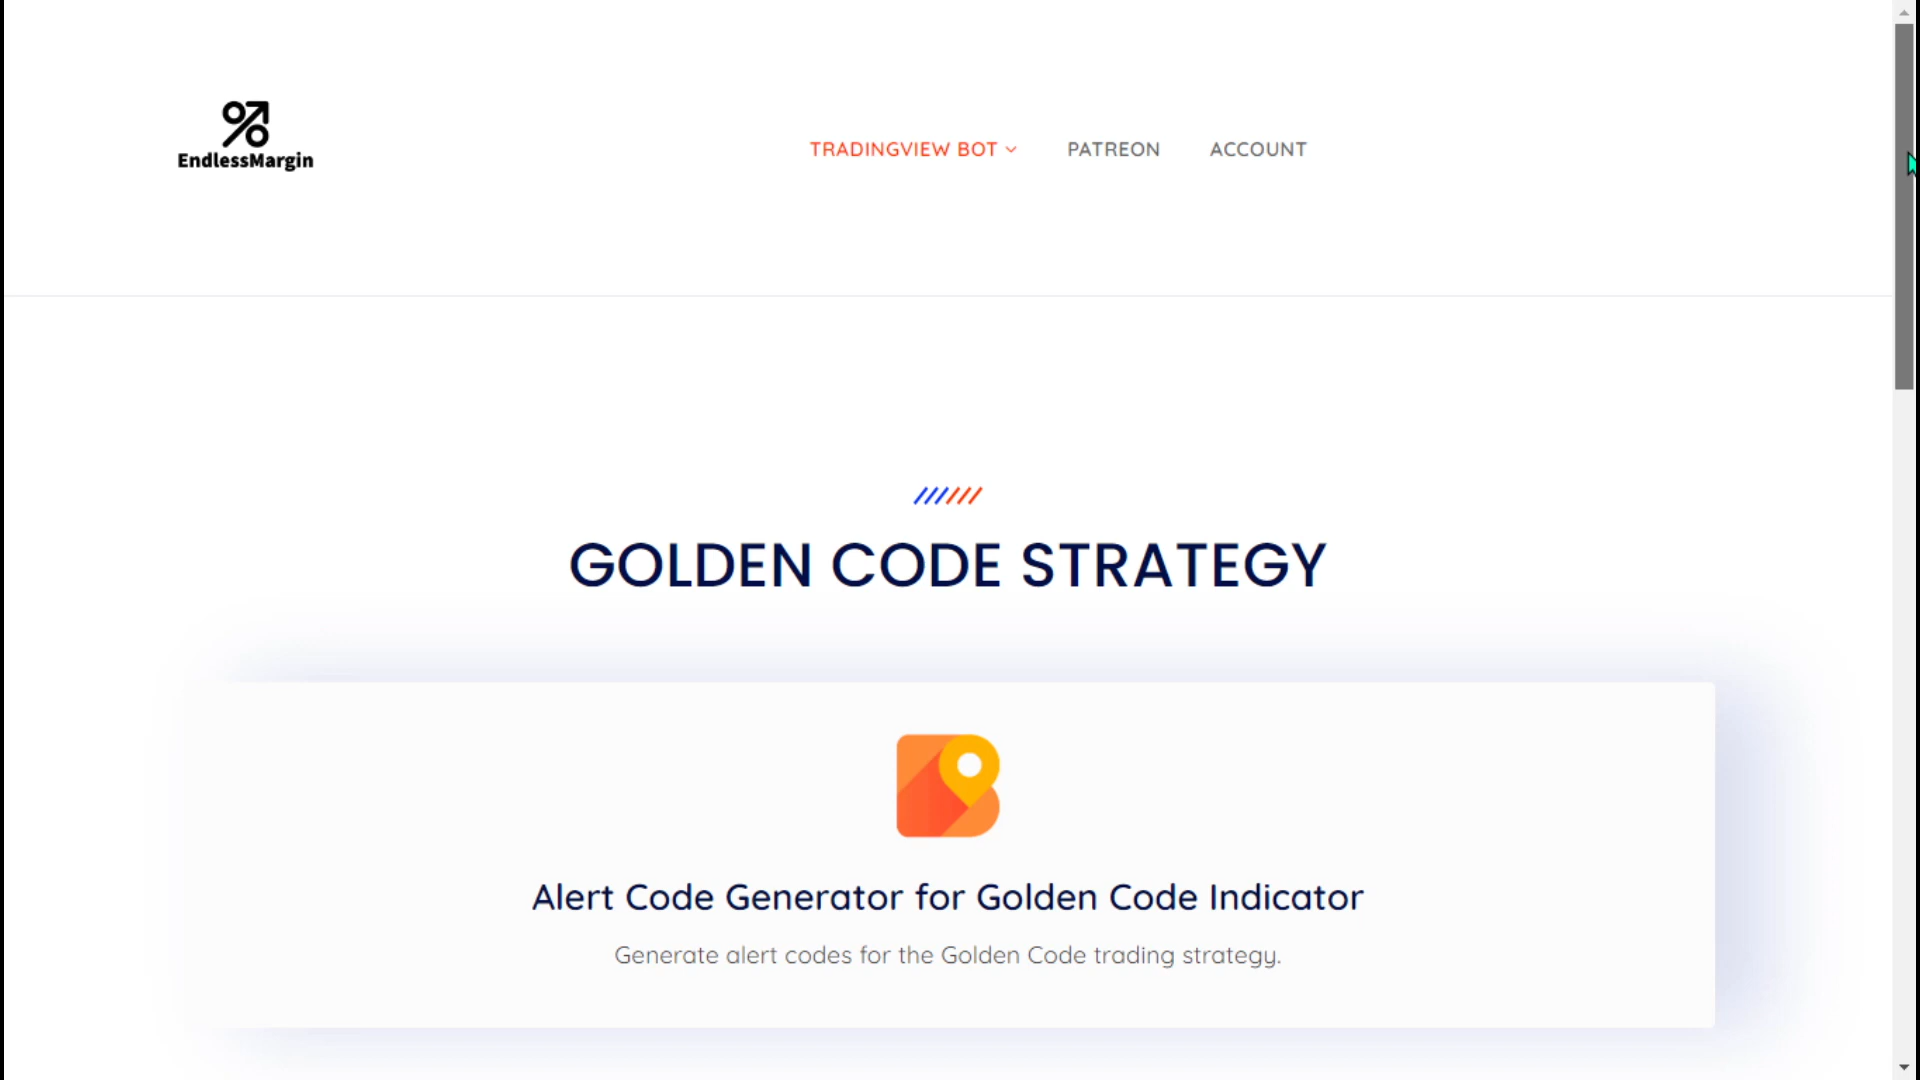 EndlessMargin
TRADINGVIEW BOT
PATREON
ACCOUNT
GOLDEN CODE STRATEGY
Alert Code Generator for Golden Code Indicator
Generate alert codes for the Golden Code trading strategy.